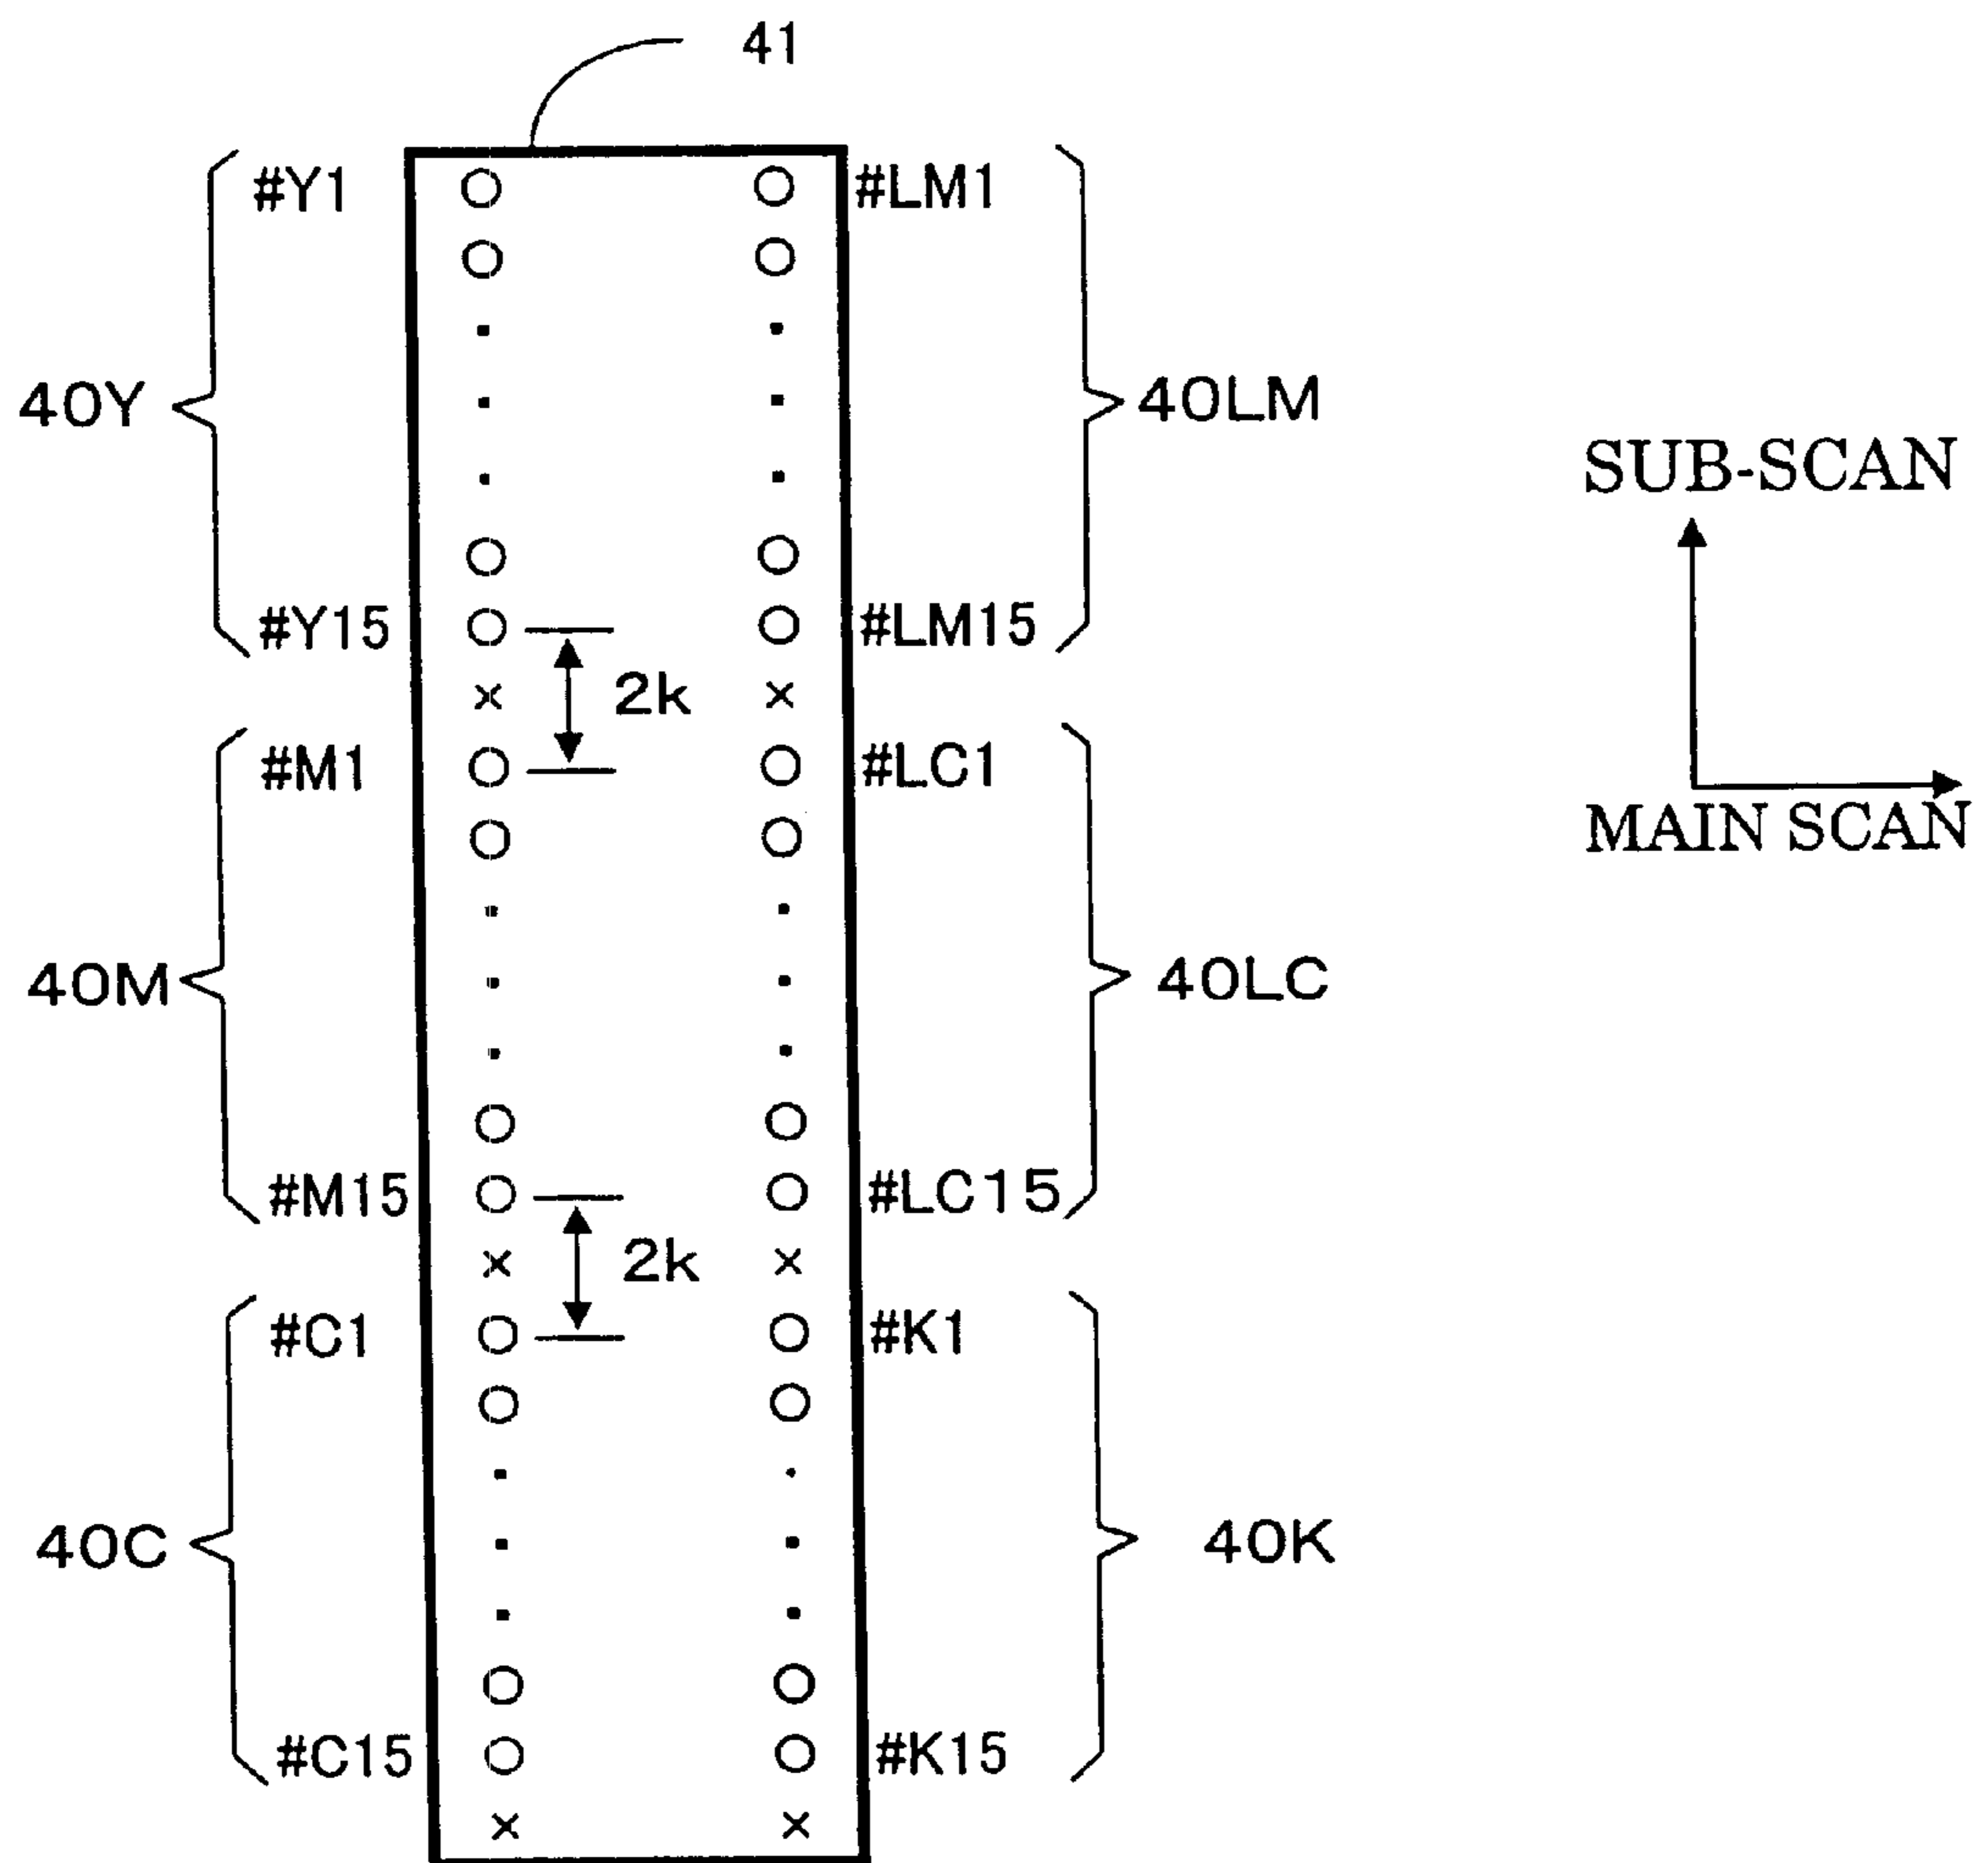 41
#Y1 #LM1
40Y 40LM
SUB-SCAN
#Y15 #LM15
× 2k ×
#M1 #LC1
MAIN SCAN
40M 40LC
#M15 #LC15
× 2k ×
#C1 #K1
40C 40K
#C15 #K15
× ×